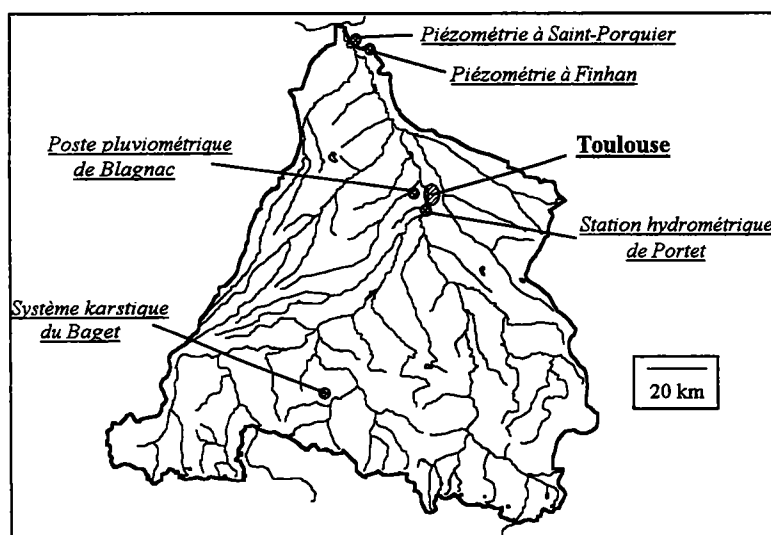 Piézométrie à Saint-Porquier
Piézométrie à Finhan
Poste pluviométrique
de Blagnac
Toulouse
Station hydrométrique
de Portet
Système karstique
du Baget
20 km